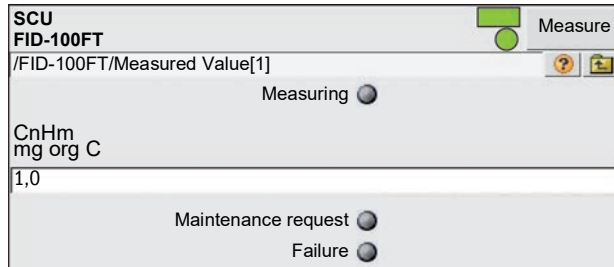 SCU
FID-100FT
Measure
/FID-100FT/Measured Value[1]
?
Measuring
CnHm
mg org C
1,0
Maintenance request
Failure